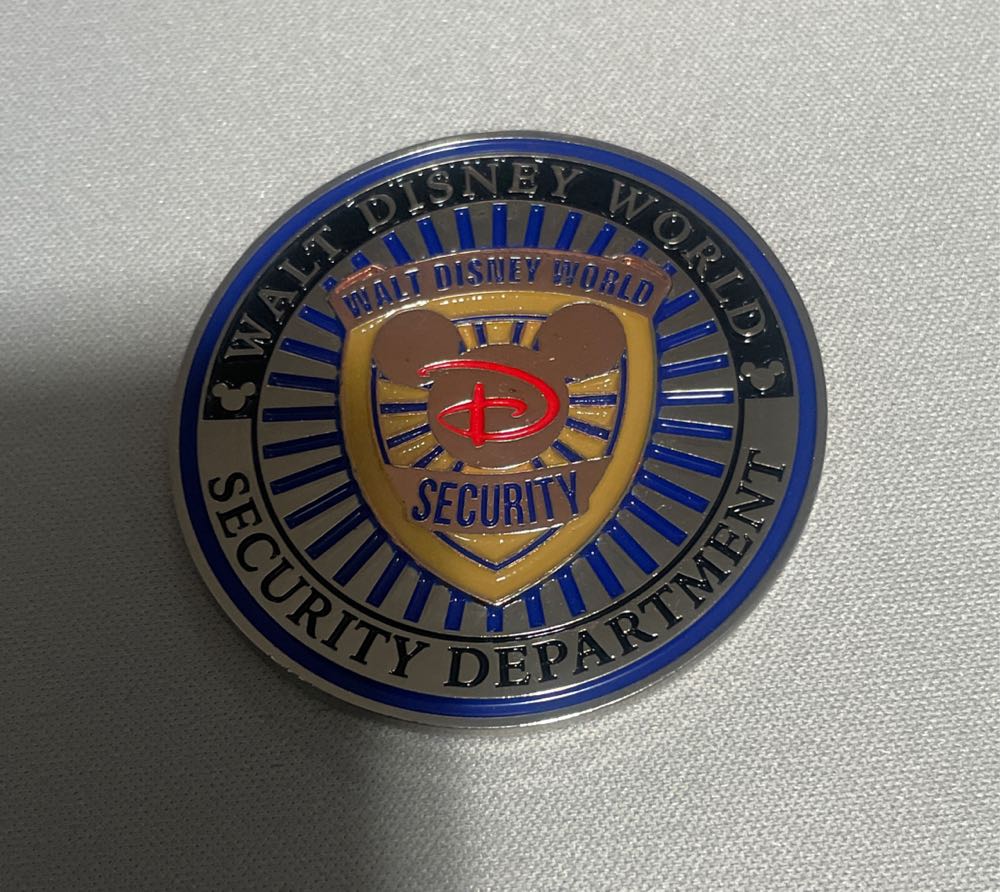 WALT DISNEY WORLD
WALT DISNEY WORLD
D
SECURITY
SECURITY DEPARTMENT